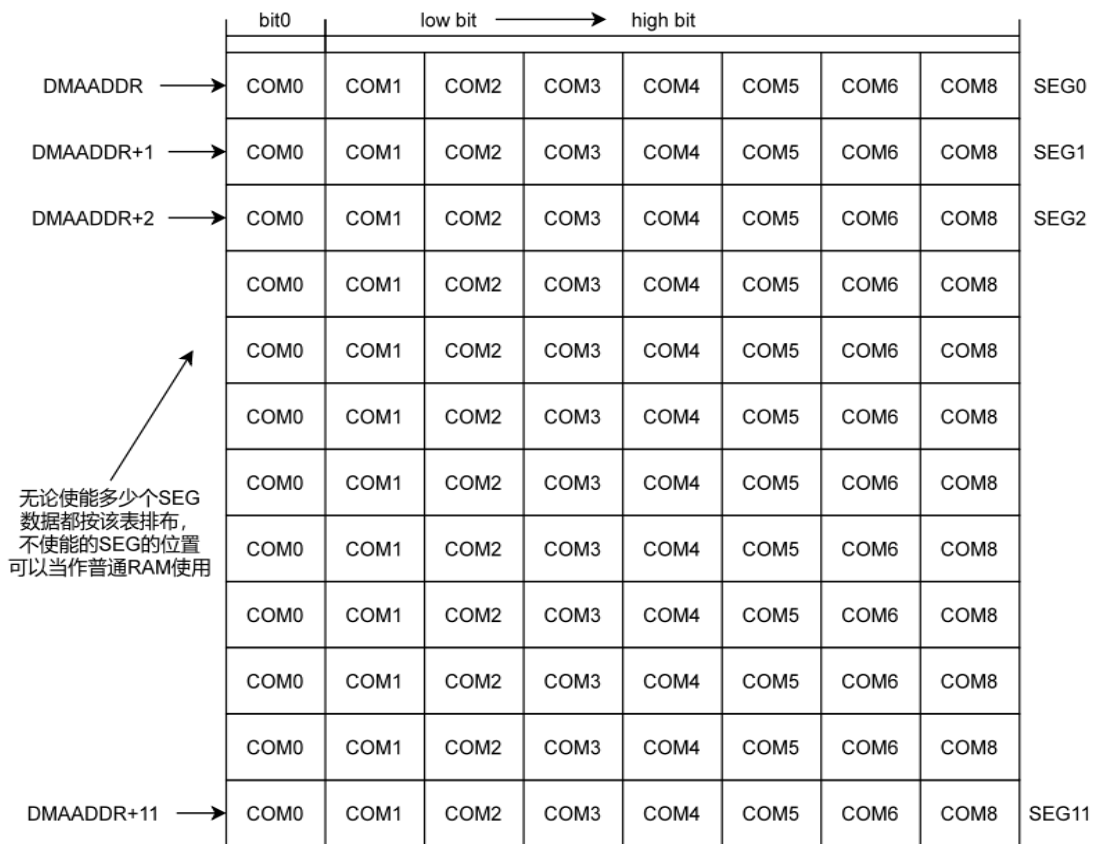 bit0 low bit high bit
DMAADDR COM0 COM1 COM2 COM3 COM4 COM5 COM6 COM8 SEG0
DMAADDR+1 COM0 COM1 COM2 COM3 COM4 COM5 COM6 COM8 SEG1
DMAADDR+2 COM0 COM1 COM2 COM3 COM4 COM5 COM6 COM8 SEG2
COM0 COM1 COM2 COM3 COM4 COM5 COM6 COM8
COM0 COM1 COM2 COM3 COM4 COM5 COM6 COM8
COM0 COM1 COM2 COM3 COM4 COM5 COM6 COM8
COM0 COM1 COM2 COM3 COM4 COM5 COM6 COM8
COM0 COM1 COM2 COM3 COM4 COM5 COM6 COM8
COM0 COM1 COM2 COM3 COM4 COM5 COM6 COM8
COM0 COM1 COM2 COM3 COM4 COM5 COM6 COM8
COM0 COM1 COM2 COM3 COM4 COM5 COM6 COM8
DMAADDR+11 COM0 COM1 COM2 COM3 COM4 COM5 COM6 COM8 SEG11
无论使能多少个SEG
数据都按该表排布，
不使能的SEG的位置
可以当作普通RAM使用